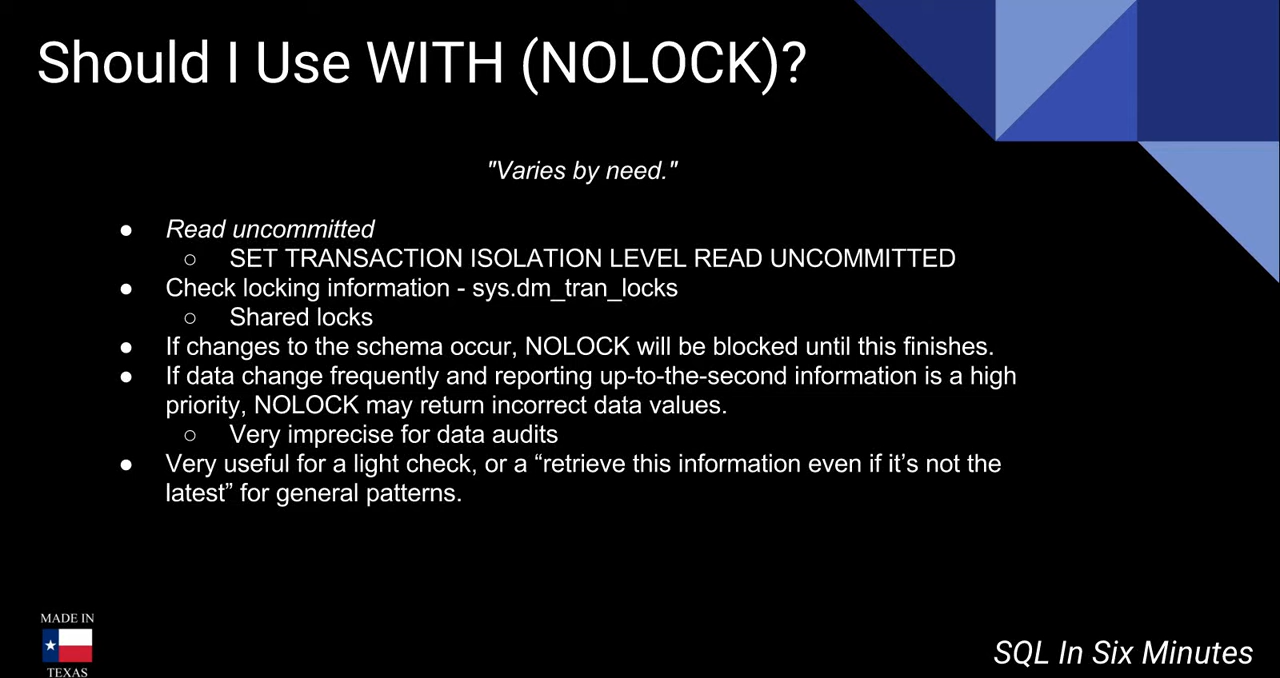 Should I Use WITH (NOLOCK)?
"Varies by need."
● Read uncommitted
○ SET TRANSACTION ISOLATION LEVEL READ UNCOMMITTED
● Check locking information - sys.dm_tran_locks
○ Shared locks
● If changes to the schema occur, NOLOCK will be blocked until this finishes.
● If data change frequently and reporting up-to-the-second information is a high
priority, NOLOCK may return incorrect data values.
○ Very imprecise for data audits
● Very useful for a light check, or a “retrieve this information even if it’s not the
latest” for general patterns.
MADE IN
TEXAS
SQL In Six Minutes